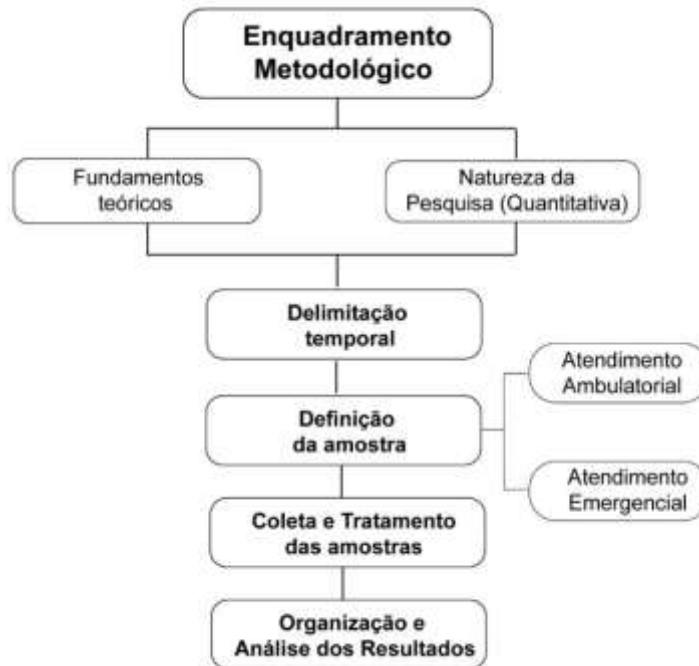 Enquadramento
Metodológico
Fundamentos
teóricos
Natureza da
Pesquisa (Quantitativa)
Delimitação
temporal
Definição
da amostra
Atendimento
Ambulatorial
Atendimento
Emergencial
Coleta e Tratamento
das amostras
Organização e
Análise dos Resultados